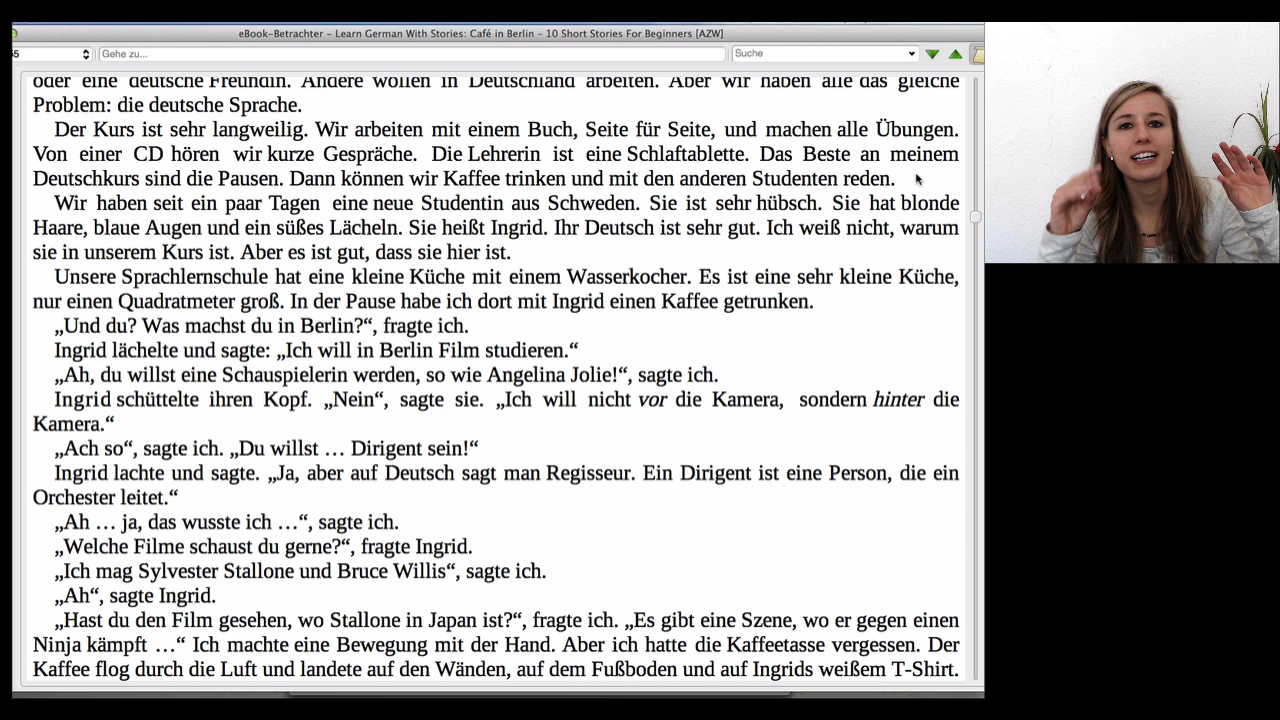 eBook-Betrachter – Learn German With Stories: Café in Berlin - 10 Short Stories For Beginners [AZW]
Gehe zu...
Suche
oder eine deutsche Freundin. Andere wollen in Deutschland arbeiten. Aber wir haben alle das gleiche
Problem: die deutsche Sprache.
Der Kurs ist sehr langweilig. Wir arbeiten mit einem Buch, Seite für Seite, und machen alle Übungen.
Von einer CD hören wir kurze Gespräche. Die Lehrerin ist eine Schlaftablette. Das Beste an meinem
Deutschkurs sind die Pausen. Dann können wir Kaffee trinken und mit den anderen Studenten reden.
Wir haben seit ein paar Tagen eine neue Studentin aus Schweden. Sie ist sehr hübsch. Sie hat blonde
Haare, blaue Augen und ein süßes Lächeln. Sie heißt Ingrid. Ihr Deutsch ist sehr gut. Ich weiß nicht, warum
sie in unserem Kurs ist. Aber es ist gut, dass sie hier ist.
Unsere Sprachlernschule hat eine kleine Küche mit einem Wasserkocher. Es ist eine sehr kleine Küche,
nur einen Quadratmeter groß. In der Pause habe ich dort mit Ingrid einen Kaffee getrunken.
„Und du? Was machst du in Berlin?“, fragte ich.
Ingrid lächelte und sagte: „Ich will in Berlin Film studieren.“
„Ah, du willst eine Schauspielerin werden, so wie Angelina Jolie!“, sagte ich.
Ingrid schüttelte ihren Kopf. „Nein“, sagte sie. „Ich will nicht vor die Kamera, sondern hinter die
Kamera.“
„Ach so“, sagte ich. „Du willst … Dirigent sein!“
Ingrid lachte und sagte. „Ja, aber auf Deutsch sagt man Regisseur. Ein Dirigent ist eine Person, die ein
Orchester leitet.“
„Ah … ja, das wusste ich …“, sagte ich.
„Welche Filme schaust du gerne?“, fragte Ingrid.
„Ich mag Sylvester Stallone und Bruce Willis“, sagte ich.
„Ah“, sagte Ingrid.
„Hast du den Film gesehen, wo Stallone in Japan ist?“, fragte ich. „Es gibt eine Szene, wo er gegen einen
Ninja kämpft …“ Ich machte eine Bewegung mit der Hand. Aber ich hatte die Kaffeetasse vergessen. Der
Kaffee flog durch die Luft und landete auf den Wänden, auf dem Fußboden und auf Ingrids weißem T-Shirt.